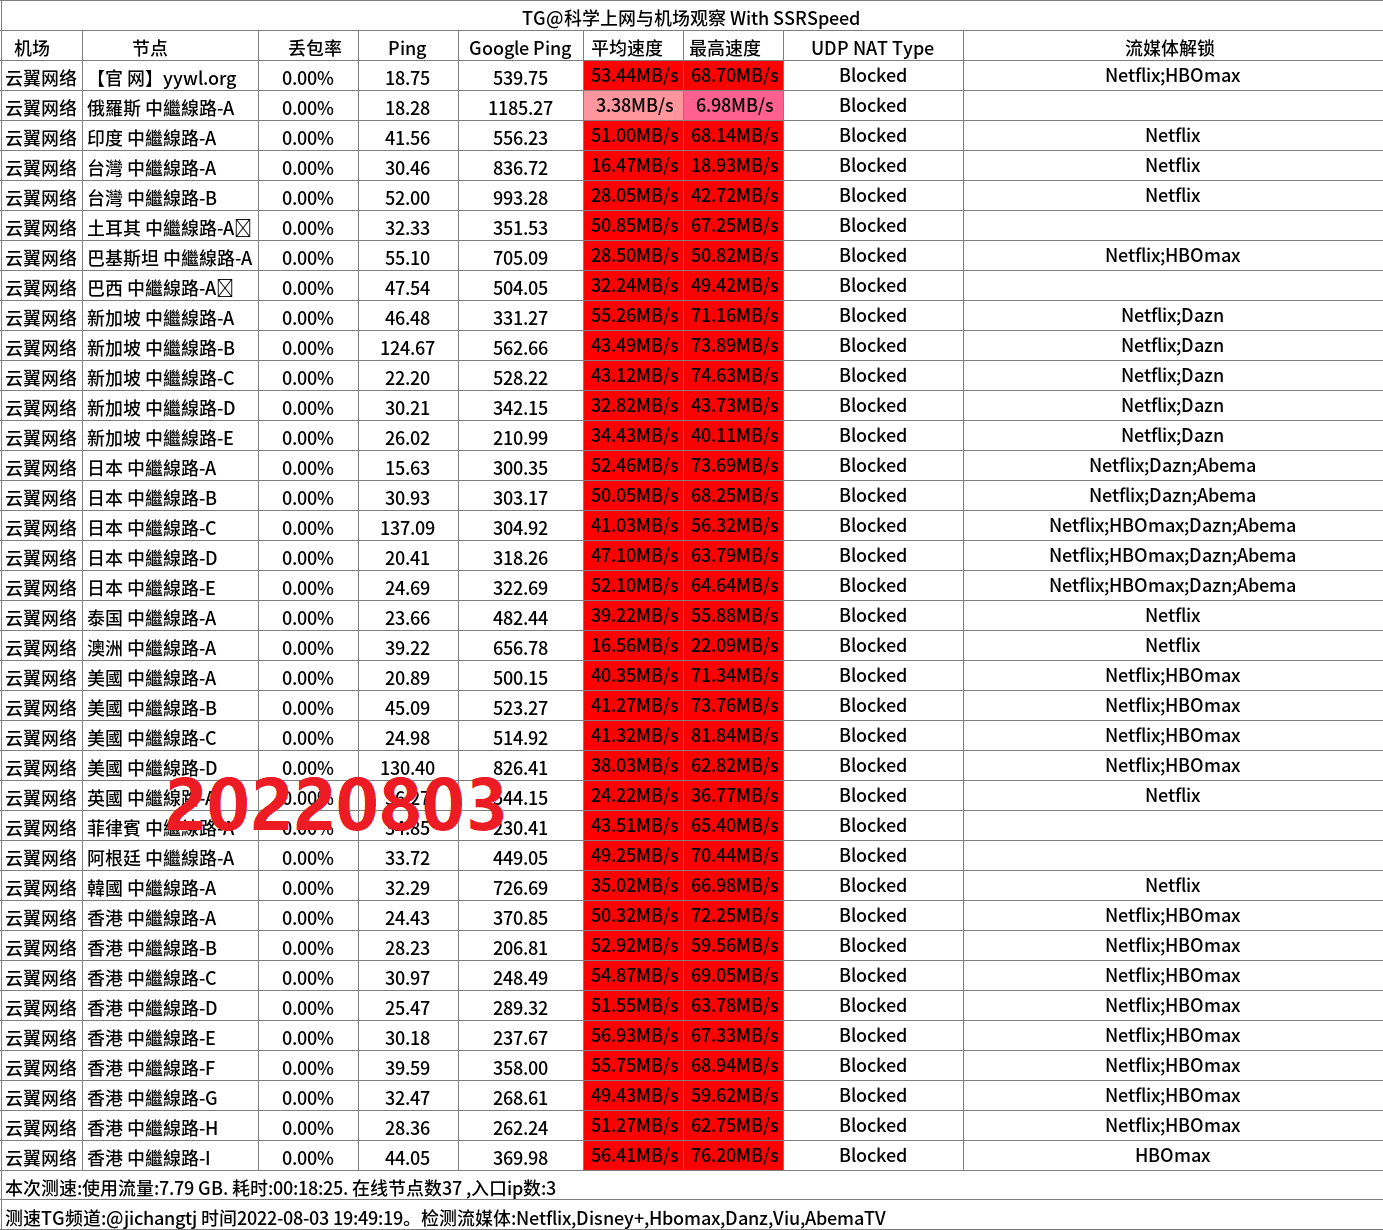 TG@科学上网与机场观察 With SSRSpeed
机场 节点 丢包率 Ping Google Ping 平均速度 最高速度 UDP NAT Type 流媒体解锁
云翼网络 【官 网】yywl.org 0.00% 18.75 539.75 53.44MB/s 68.70MB/s Blocked Netflix;HBOmax
云翼网络 俄羅斯 中繼線路-A 0.00% 18.28 1185.27 3.38MB/s 6.98MB/s Blocked
云翼网络 印度 中繼線路-A 0.00% 41.56 556.23 51.00MB/s 68.14MB/s Blocked Netflix
云翼网络 台灣 中繼線路-A 0.00% 30.46 836.72 16.47MB/s 18.93MB/s Blocked Netflix
云翼网络 台灣 中繼線路-B 0.00% 52.00 993.28 28.05MB/s 42.72MB/s Blocked Netflix
云翼网络 土耳其 中繼線路-A 0.00% 32.33 351.53 50.85MB/s 67.25MB/s Blocked
云翼网络 巴基斯坦 中繼線路-A 0.00% 55.10 705.09 28.50MB/s 50.82MB/s Blocked Netflix;HBOmax
云翼网络 巴西 中繼線路-A 0.00% 47.54 504.05 32.24MB/s 49.42MB/s Blocked
云翼网络 新加坡 中繼線路-A 0.00% 46.48 331.27 55.26MB/s 71.16MB/s Blocked Netflix;Dazn
云翼网络 新加坡 中繼線路-B 0.00% 124.67 562.66 43.49MB/s 73.89MB/s Blocked Netflix;Dazn
云翼网络 新加坡 中繼線路-C 0.00% 22.20 528.22 43.12MB/s 74.63MB/s Blocked Netflix;Dazn
云翼网络 新加坡 中繼線路-D 0.00% 30.21 342.15 32.82MB/s 43.73MB/s Blocked Netflix;Dazn
云翼网络 新加坡 中繼線路-E 0.00% 26.02 210.99 34.43MB/s 40.11MB/s Blocked Netflix;Dazn
云翼网络 日本 中繼線路-A 0.00% 15.63 300.35 52.46MB/s 73.69MB/s Blocked Netflix;Dazn;Abema
云翼网络 日本 中繼線路-B 0.00% 30.93 303.17 50.05MB/s 68.25MB/s Blocked Netflix;Dazn;Abema
云翼网络 日本 中繼線路-C 0.00% 137.09 304.92 41.03MB/s 56.32MB/s Blocked Netflix;HBOmax;Dazn;Abema
云翼网络 日本 中繼線路-D 0.00% 20.41 318.26 47.10MB/s 63.79MB/s Blocked Netflix;HBOmax;Dazn;Abema
云翼网络 日本 中繼線路-E 0.00% 24.69 322.69 52.10MB/s 64.64MB/s Blocked Netflix;HBOmax;Dazn;Abema
云翼网络 泰国 中繼線路-A 0.00% 23.66 482.44 39.22MB/s 55.88MB/s Blocked Netflix
云翼网络 澳洲 中繼線路-A 0.00% 39.22 656.78 16.56MB/s 22.09MB/s Blocked Netflix
云翼网络 美國 中繼線路-A 0.00% 20.89 500.15 40.35MB/s 71.34MB/s Blocked Netflix;HBOmax
云翼网络 美國 中繼線路-B 0.00% 45.09 523.27 41.27MB/s 73.76MB/s Blocked Netflix;HBOmax
云翼网络 美國 中繼線路-C 0.00% 24.98 514.92 41.32MB/s 81.84MB/s Blocked Netflix;HBOmax
云翼网络 美國 中繼線路-D 0.00% 130.40 826.41 38.03MB/s 62.82MB/s Blocked Netflix;HBOmax
云翼网络 英國 中繼線路-A 0.00% 24.22MB/s 36.77MB/s Blocked Netflix
20220803
云翼网络 菲律賓 中繼線路-A 0.00% 230.41 43.51MB/s 65.40MB/s Blocked
云翼网络 阿根廷 中繼線路-A 0.00% 33.72 449.05 49.25MB/s 70.44MB/s Blocked
云翼网络 韓國 中繼線路-A 0.00% 32.29 726.69 35.02MB/s 66.98MB/s Blocked Netflix
云翼网络 香港 中繼線路-A 0.00% 24.43 370.85 50.32MB/s 72.25MB/s Blocked Netflix;HBOmax
云翼网络 香港 中繼線路-B 0.00% 28.23 206.81 52.92MB/s 59.56MB/s Blocked Netflix;HBOmax
云翼网络 香港 中繼線路-C 0.00% 30.97 248.49 54.87MB/s 69.05MB/s Blocked Netflix;HBOmax
云翼网络 香港 中繼線路-D 0.00% 25.47 289.32 51.55MB/s 63.78MB/s Blocked Netflix;HBOmax
云翼网络 香港 中繼線路-E 0.00% 30.18 237.67 56.93MB/s 67.33MB/s Blocked Netflix;HBOmax
云翼网络 香港 中繼線路-F 0.00% 39.59 358.00 55.75MB/s 68.94MB/s Blocked Netflix;HBOmax
云翼网络 香港 中繼線路-G 0.00% 32.47 268.61 49.43MB/s 59.62MB/s Blocked Netflix;HBOmax
云翼网络 香港 中繼線路-H 0.00% 28.36 262.24 51.27MB/s 62.75MB/s Blocked Netflix;HBOmax
云翼网络 香港 中繼線路-I 0.00% 44.05 369.98 56.41MB/s 76.20MB/s Blocked HBOmax
本次测速:使用流量:7.79 GB. 耗时:00:18:25. 在线节点数37 ,入口ip数:3
测速TG频道:@jichangtj 时间2022-08-03 19:49:19。检测流媒体:Netflix,Disney+,Hbomax,Danz,Viu,AbemaTV